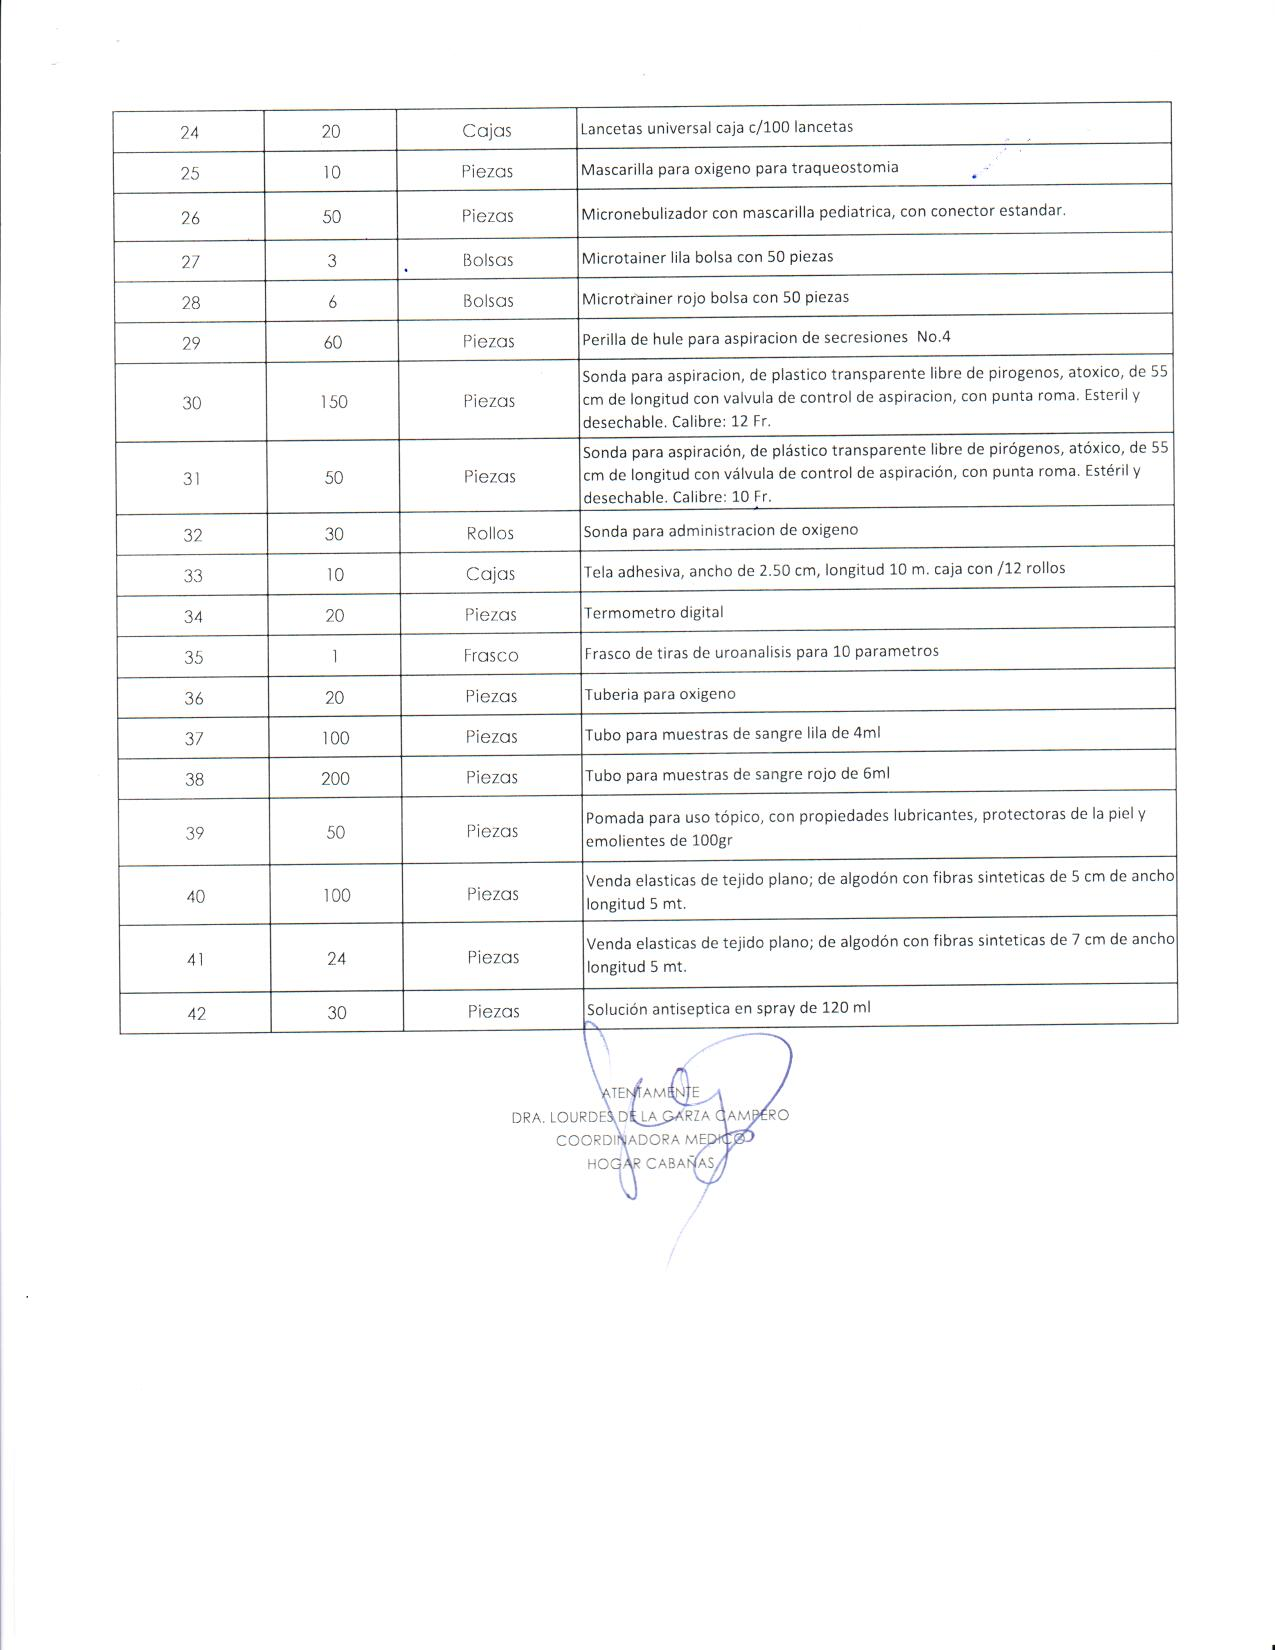 24 20 Cajas Lancetas universal caja c/100 lancetas
25 10 Piezas Mascarilla para oxigeno para traqueostomia
26 50 Piezas Micronebulizador con mascarilla pediatrica, con conector estandar.
27 3 Bolsas Microtainer lila bolsa con 50 piezas
28 6 Bolsas Microtrainer rojo bolsa con 50 piezas
29 60 Piezas Perilla de hule para aspiracion de secresiones No.4
30 150 Piezas Sonda para aspiracion, de plastico transparente libre de pirogenos, atoxico, de 55
cm de longitud con valvula de control de aspiracion, con punta roma. Esteril y
desechable. Calibre: 12 Fr.
31 50 Piezas Sonda para aspiración, de plástico transparente libre de pirógenos, atóxico, de 55
cm de longitud con válvula de control de aspiración, con punta roma. Estéril y
desechable. Calibre: 10 Fr.
32 30 Rollos Sonda para administracion de oxigeno
33 10 Cajas Tela adhesiva, ancho de 2.50 cm, longitud 10 m. caja con /12 rollos
34 20 Piezas Termometro digital
35 1 Frasco Frasco de tiras de uroanalisis para 10 parametros
36 20 Piezas Tuberia para oxigeno
37 100 Piezas Tubo para muestras de sangre lila de 4ml
38 200 Piezas Tubo para muestras de sangre rojo de 6ml
39 50 Piezas Pomada para uso tópico, con propiedades lubricantes, protectoras de la piel y
emolientes de 100gr
40 100 Piezas Venda elasticas de tejido plano; de algodón con fibras sinteticas de 5 cm de ancho
longitud 5 mt.
41 24 Piezas Venda elasticas de tejido plano; de algodón con fibras sinteticas de 7 cm de ancho
longitud 5 mt.
42 30 Piezas Solución antiseptica en spray de 120 ml
ATENTAMENTE
DRA. LOURDES DE LA GARZA CAMPERO
COORDINADORA MEDICO
HOGAR CABAÑAS